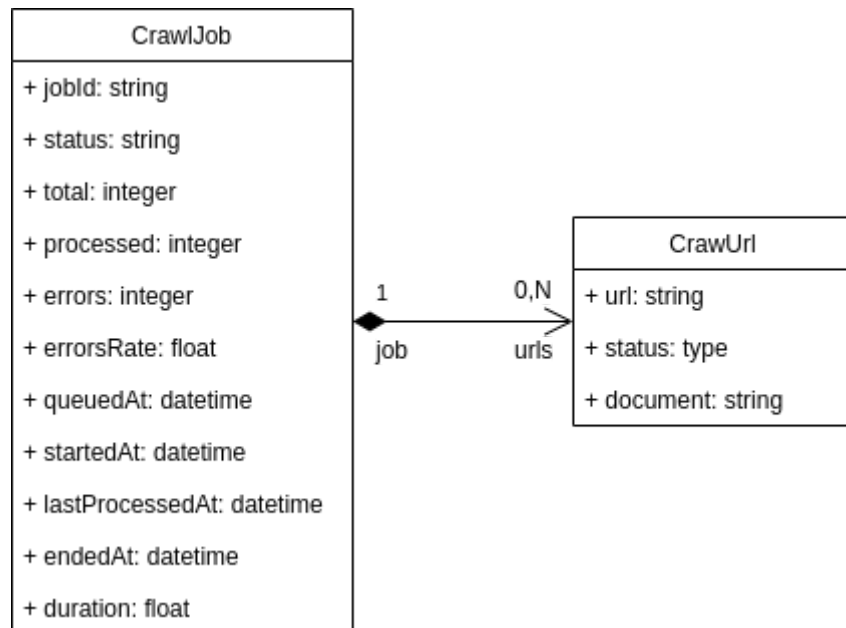 CrawlJob
+ jobId: string
+ status: string
+ total: integer
+ processed: integer
+ errors: integer
+ errorsRate: float
+ queuedAt: datetime
+ startedAt: datetime
+ lastProcessedAt: datetime
+ endedAt: datetime
+ duration: float
1
job
0,N
urls
CrawUrl
+ url: string
+ status: type
+ document: string